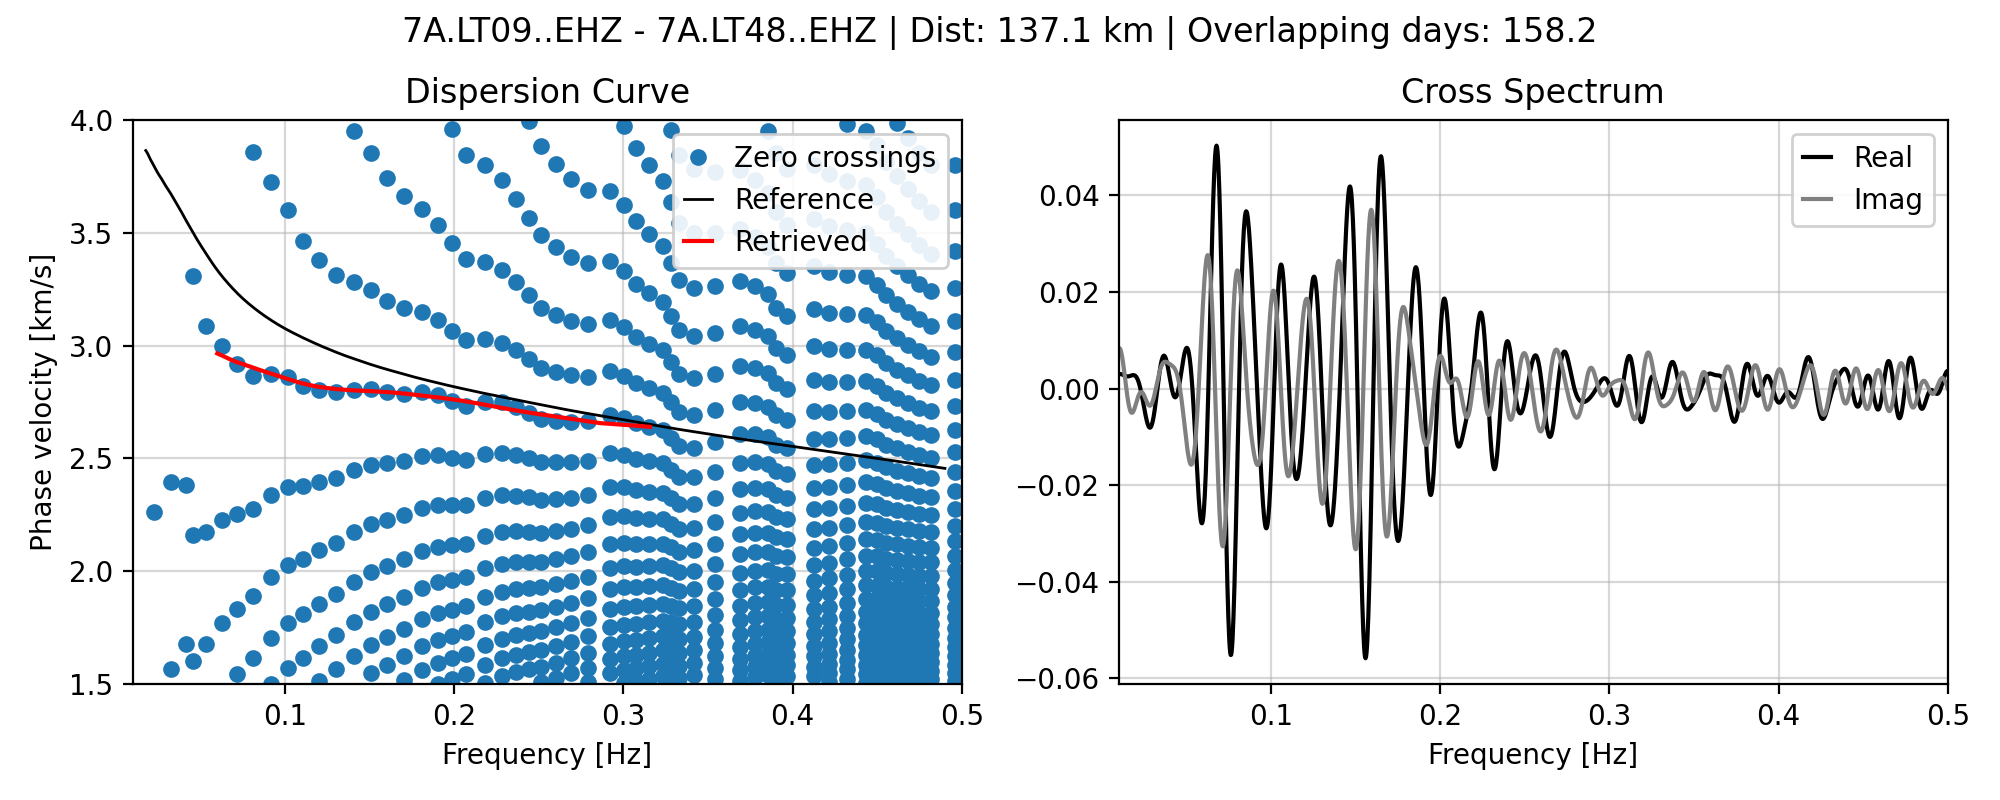 7A.LT09..EHZ - 7A.LT48..EHZ | Dist: 137.1 km | Overlapping days: 158.2
Dispersion Curve
Phase velocity [km/s]
4.0
3.5
3.0
2.5
2.0
1.5
0.1 0.2 0.3 0.4 0.5
Frequency [Hz]
Zero crossings
Reference
Retrieved
Cross Spectrum
0.04
0.02
0.00
−0.02
−0.04
−0.06
0.1 0.2 0.3 0.4 0.5
Frequency [Hz]
Real
Imag